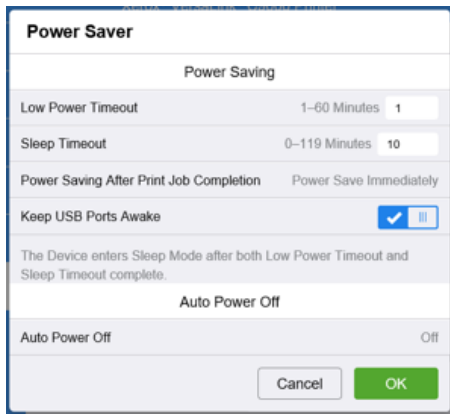 Power Saver
Power Saving
Low Power Timeout 1–60 Minutes 1
Sleep Timeout 0–119 Minutes 10
Power Saving After Print Job Completion Power Save Immediately
Keep USB Ports Awake
The Device enters Sleep Mode after both Low Power Timeout and
Sleep Timeout complete.
Auto Power Off
Auto Power Off Off
Cancel OK